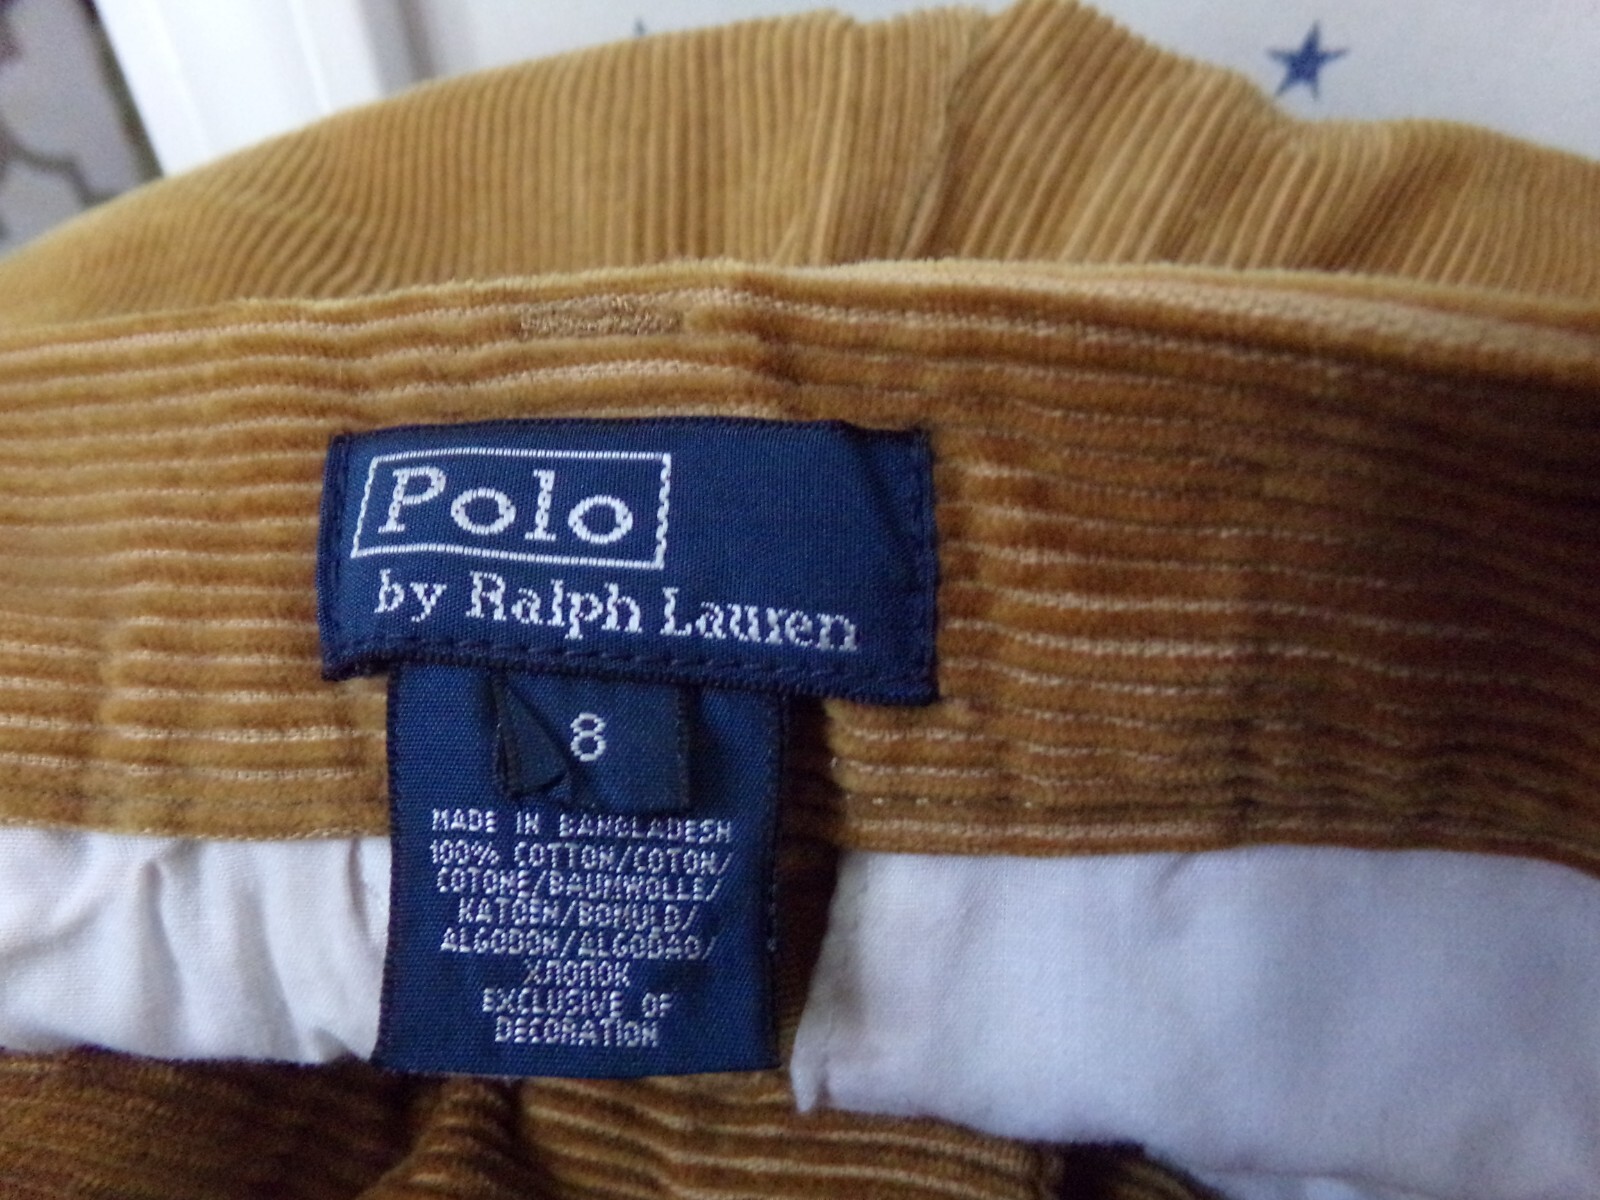 Polo
by Ralph Lauren
8
MADE IN BANGLADESH
100% COTTON/COTON/
COTONE/BAUMWOLLE/
KATOEN/BOMULD/
ALGODON/ALGODAO/
ХЛОПОК
EXCLUSIVE OF
DECORATION